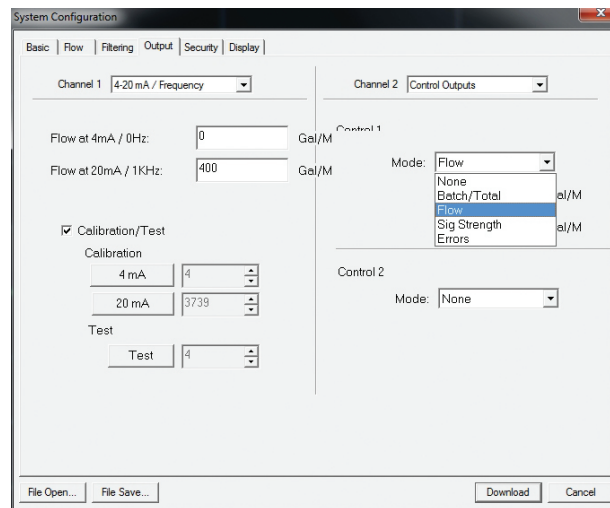 System Configuration
Basic Flow Filtering Output Security Display
Channel 1 4-20 mA / Frequency
Flow at 4mA / 0Hz: 0 Gal/M
Flow at 20mA / 1KHz: 400 Gal/M
Calibration/Test
Calibration
4 mA 4
20 mA 3739
Test
Test 4
Channel 2 Control Outputs
Control 1
Mode: Flow
None
Batch/Total
Flow
Sig Strength
Errors
al/M
al/M
Control 2
Mode: None
File Open... File Save... Download Cancel